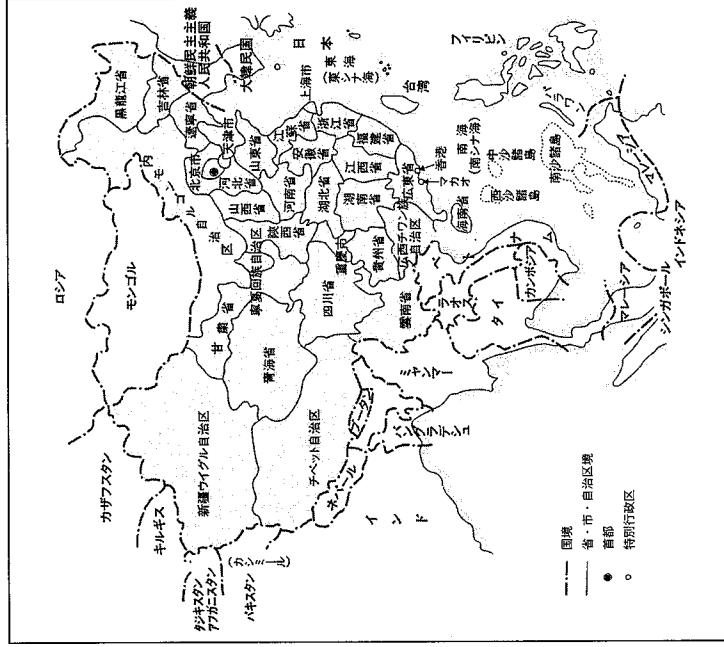 ロシア
モンゴル
カザフスタン
キルギス
タジキスタン
アフガニスタン
パキスタン
(カシミール)
新疆ウイグル自治区
チベット自治区
青海省
甘粛省
内モンゴル自治区
寧夏回族自治区
黒龍江省
吉林省
遼寧省
朝鮮民主主義
人民共和国
大韓民国
日本
北京市
天津市
河北省
山西省
山東省
陝西省
河南省
江蘇省
上海市
安徽省
浙江省
湖北省
四川省
重慶市
湖南省
江西省
福建省
貴州省
雲南省
広西チワン族
自治区
広東省
海南省
香港
マカオ
台湾
東海
(東シナ海)
南海
(南シナ海)
中沙諸島
西沙諸島
南沙諸島
フィリピン
パラワン
ネパール
ブータン
バングラデシュ
インド
ミャンマー
ラオス
タイ
ベトナム
カンボジア
マレーシア
マレーシア
シンガポール
インドネシア
国境
省・市・自治区境
首都
特別行政区